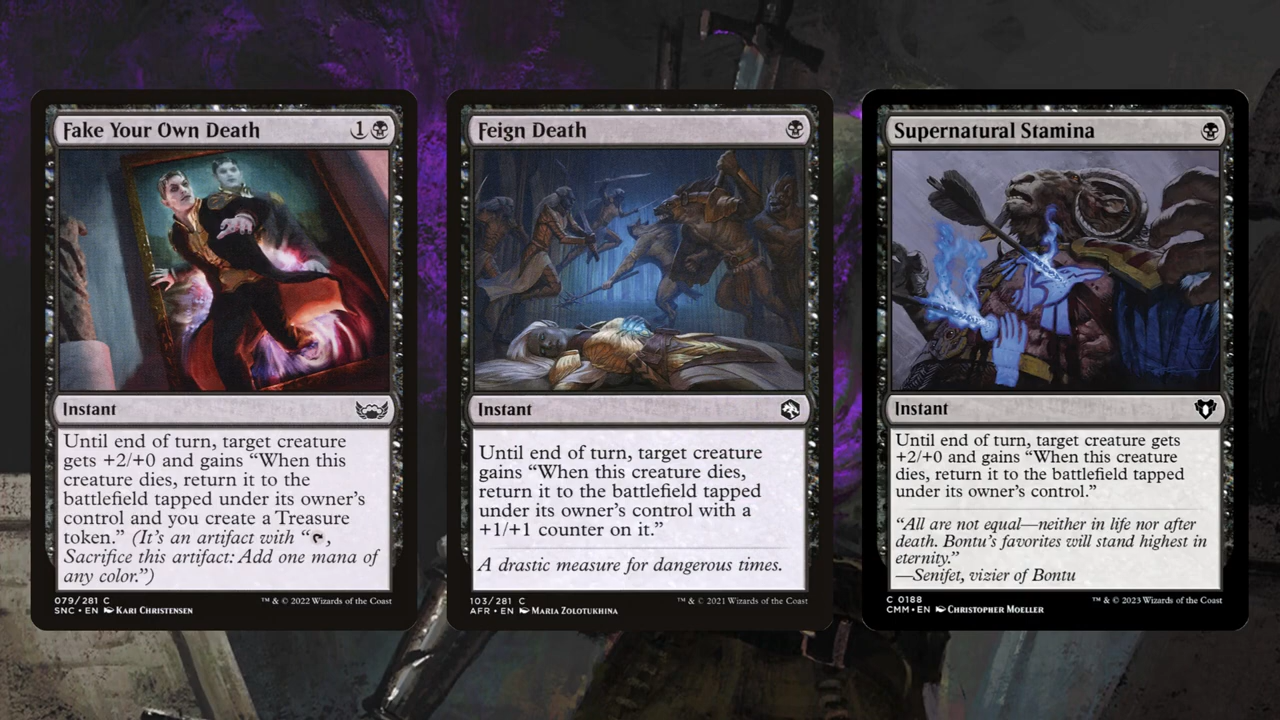 Fake Your Own Death 1
Instant
Until end of turn, target creature
gets +2/+0 and gains “When this
creature dies, return it to the
battlefield tapped under its owner’s
control and you create a Treasure
token.” (It’s an artifact with “,
Sacrifice this artifact: Add one mana of
any color.”)
079/281 C
SNC • EN Kari Christensen
™ & © 2022 Wizards of the Coast
Feign Death
Instant
Until end of turn, target creature
gains “When this creature dies,
return it to the battlefield tapped
under its owner’s control with a
+1/+1 counter on it.”
A drastic measure for dangerous times.
103/281 C
AFR • EN Maria Zolotukhina
™ & © 2021 Wizards of the Coast
Supernatural Stamina
Instant
Until end of turn, target creature gets
+2/+0 and gains “When this creature
dies, return it to the battlefield tapped
under its owner’s control.”
“All are not equal—neither in life nor after
death. Bontu’s favorites will stand highest in
eternity.”
—Senifet, vizier of Bontu
C 0188
CMM • EN Christopher Moeller
™ & © 2023 Wizards of the Coast